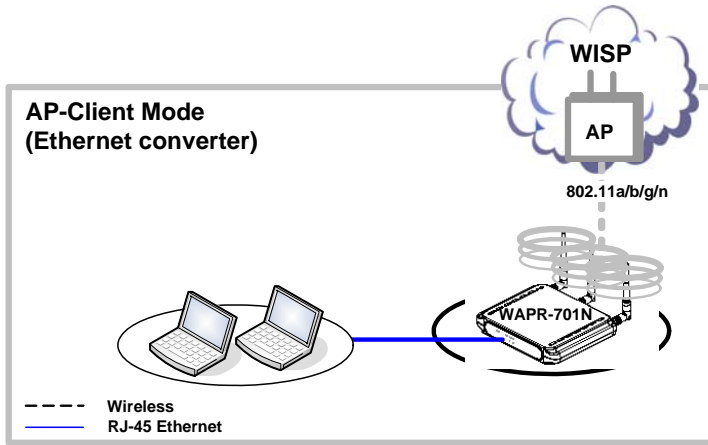 WISP
AP-Client Mode
(Ethernet converter)
AP
802.11a/b/g/n
WAPR-701N
Wireless
RJ-45 Ethernet